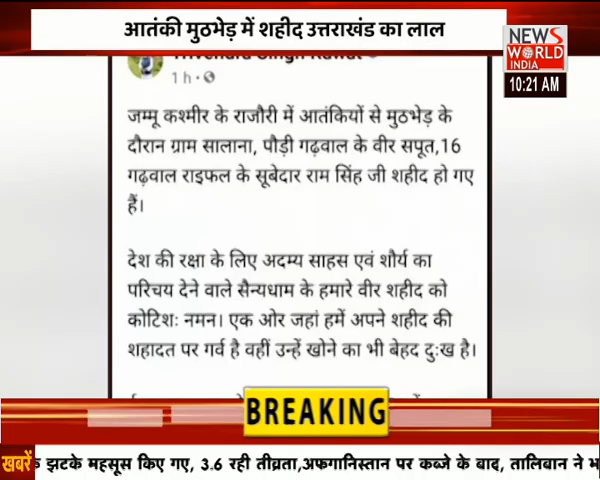 आतंकी मुठभेड़ में शहीद उत्तराखंड का लाल
NEWS
WORLD
INDIA
10:21 AM
1 h
जम्मू कश्मीर के राजौरी में आतंकियों से मुठभेड़ के
दौरान ग्राम सालाना, पौड़ी गढ़वाल के वीर सपूत,16
गढ़वाल राइफल के सूबेदार राम सिंह जी शहीद हो गए
हैं।
देश की रक्षा के लिए अदम्य साहस एवं शौर्य का
परिचय देने वाले सैन्यधाम के हमारे वीर शहीद को
कोटिशः नमन। एक ओर जहां हमें अपने शहीद की
शहादत पर गर्व है वहीं उन्हें खोने का भी बेहद दुःख है।
BREAKING
खबरें
झटके महसूस किए गए, 3.6 रही तीव्रता,अफगानिस्तान पर कब्जे के बाद, तालिबान ने